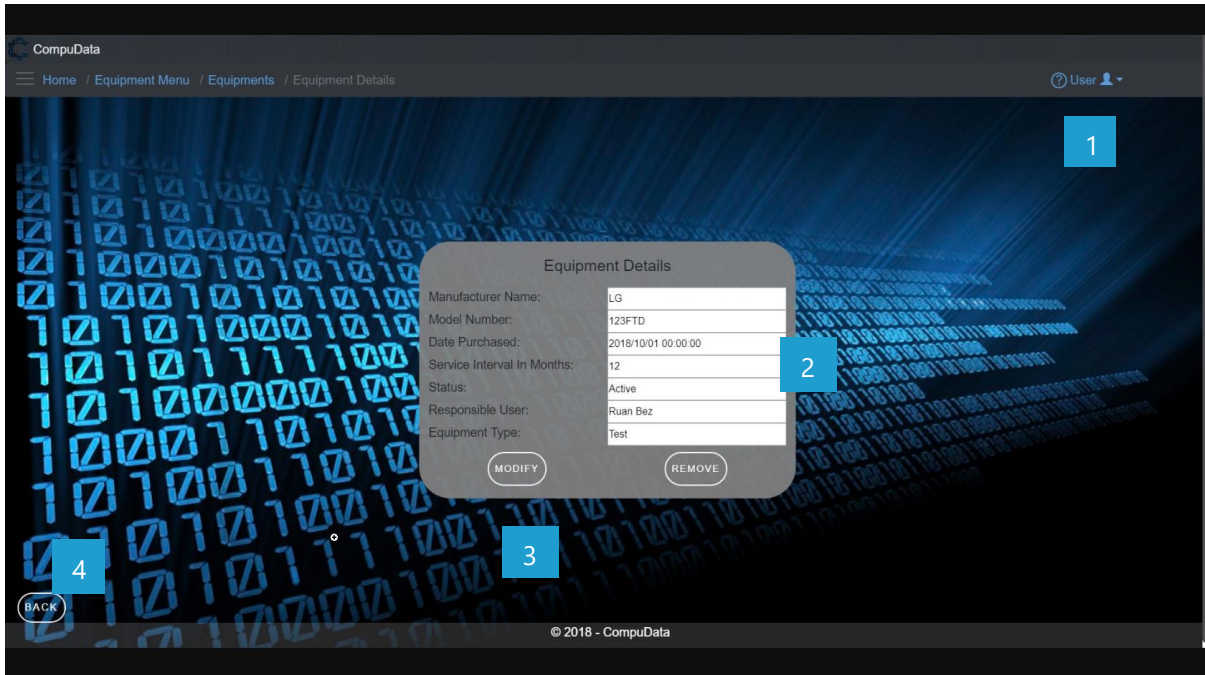 CompuData
Home / Equipment Menu / Equipments / Equipment Details
? User
1
Equipment Details
Manufacturer Name: LG
Model Number: 123FTD
Date Purchased: 2018/10/01 00:00:00
Service Interval In Months: 12
2
Status: Active
Responsible User: Ruan Bez
Equipment Type: Test
MODIFY REMOVE
3
4
BACK
© 2018 - CompuData